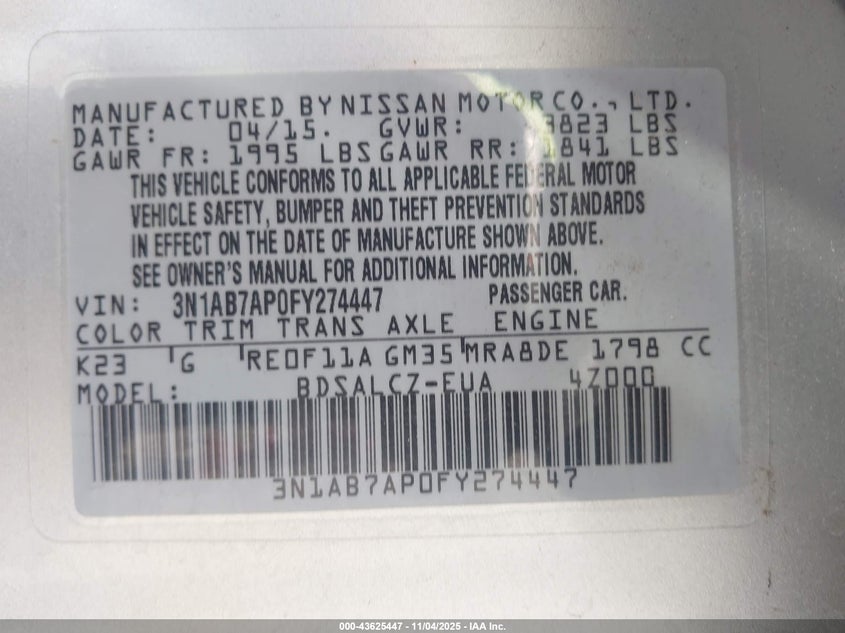 MANUFACTURED BY NISSAN MOTOR CO., LTD.
DATE: 04/15. GVWR: 3823 LBS
GAWR FR: 1995 LBS GAWR RR: 1841 LBS
THIS VEHICLE CONFORMS TO ALL APPLICABLE FEDERAL MOTOR
VEHICLE SAFETY, BUMPER AND THEFT PREVENTION STANDARDS
IN EFFECT ON THE DATE OF MANUFACTURE SHOWN ABOVE.
SEE OWNER'S MANUAL FOR ADDITIONAL INFORMATION.
VIN: 3N1AB7AP0FY274447 PASSENGER CAR.
COLOR TRIM TRANS AXLE ENGINE
K23 G RE0F11A GM35 MRA8DE 1798 CC
MODEL: BDSALCZ-EUA 4Z000
3N1AB7AP0FY274447
000-43625447 - 11/04/2025 - IAA Inc.